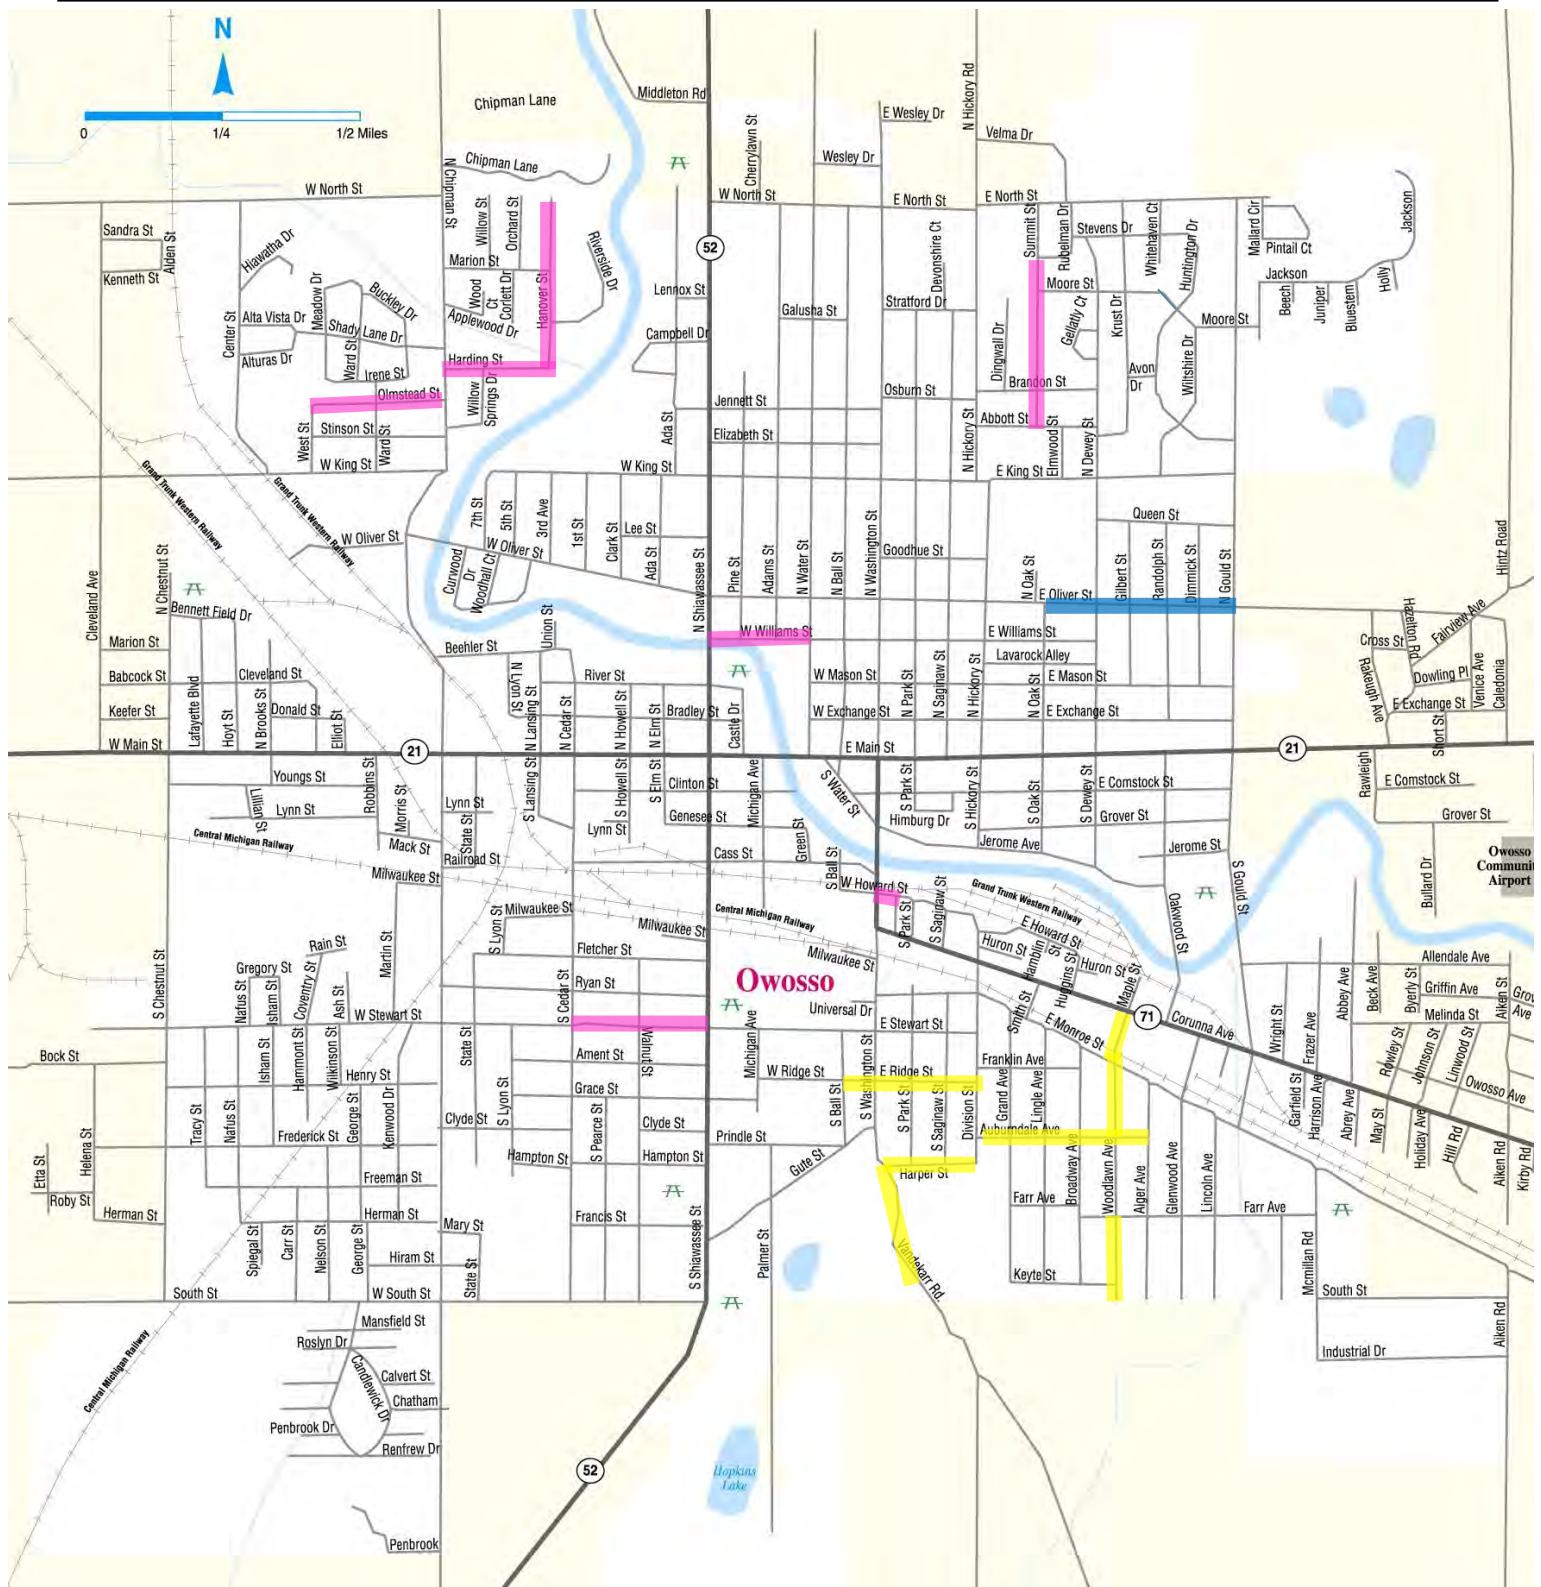 N
0 1/4 1/2 Miles
Chipman Lane
Middleton Rd
N Hickory Rd
E Wesley Dr
Velma Dr
Cherrylawn St
Wesley Dr
Chipman Lane
N Chipman St
W North St
W North St
E North St
E North St
Sandra St
Alden St
Kenneth St
Hiawatha Dr
Center St
Alta Vista Dr
Alturas Dr
Meadow Dr
Buckley Dr
Shady Lane Dr
Ward St
Irene St
Olmstead St
West St
Stinson St
Ward St
W King St
Willow St
Orchard St
Marion St
Wood Ct
Corlett Dr
Applewood Dr
Hanover St
Riverside Dr
Harding St
Willow Springs Dr
52
Lennox St
Campbell Dr
Ada St
W King St
Galusha St
Jennett St
Elizabeth St
Devonshire Ct
Stratford Dr
Osburn St
Dingwall Dr
Brandon St
Abbott St
N Hickory St
E King St
Elmwood St
N Dewey St
Summit St
Rubelman Dr
Stevens Dr
Whitehaven Ct
Huntington Dr
Moore St
Gellatly Ct
Krust Dr
Avon Dr
Wiltshire Dr
Moore St
Mallard Cir
Pintail Ct
Jackson
Jackson
Beech
Juniper
Bluestem
Holly
Grand Trunk Western Railway
Grand Trunk Western Railway
W Oliver St
7th St
5th St
3rd Ave
1st St
Clark St
Lee St
Ada St
W Oliver St
Curwood Dr
Woodhall Ct
N Shiawassee St
Pine St
Adams St
N Water St
N Ball St
N Washington St
Goodhue St
N Oak St
E Oliver St
Queen St
Gilbert St
Randolph St
Dimmick St
N Gould St
Hintz Road
Cleveland Ave
N Chestnut St
Bennett Field Dr
Marion St
Babcock St
Keefer St
W Main St
Lafayette Blvd
Hoyt St
N Brooks St
Cleveland St
Donald St
Elliot St
Beehler St
Union St
N Lyon St
N Lansing St
N Cedar St
River St
N Howell St
N Elm St
Bradley St
Castle Dr
W Williams St
E Williams St
Lavarock Alley
W Mason St
E Mason St
W Exchange St
E Exchange St
N Park St
N Saginaw St
N Hickory St
N Oak St
E Main St
Cross St
Hazelton Rd
Fairview Ave
Rakeugh Ave
Dowling Pl
Venice Ave
Caledonia
E Exchange St
Short St
21
21
Youngs St
Lillian St
Lynn St
Robbins St
Morris St
Mack St
Lynn St
State St
Railroad St
Milwaukee St
Central Michigan Railway
S Lansing St
S Howell St
S Elm St
Clinton St
Genesee St
Lynn St
Michigan Ave
Green St
Cass St
S Water St
S Ball St
W Howard St
S Park St
Himburg Dr
S Hickory St
S Oak St
S Dewey St
E Comstock St
Grover St
Jerome Ave
Jerome St
Rawleigh
E Comstock St
Grover St
Bullard Dr
Owosso
Communit
Airport
S Gould St
Oakwood St
Grand Trunk Western Railway
Central Michigan Railway
S Park St
S Saginaw St
E Howard St
Huron St
Hamblin St
Huggins St
Huron St
Maple St
Smith St
S Lyon St
Milwaukee St
Milwaukee St
Fletcher St
Ryan St
S Cedar St
Walnut St
Owosso
Milwaukee St
Universal Dr
E Stewart St
E Monroe St
71
Corunna Ave
Allendale Ave
Griffin Ave
Melinda St
Wright St
Frazer Ave
Abbey Ave
Beck Ave
Byerly St
Aiken St
Grov
Ave
Rain St
Martin St
S Chestnut St
Gregory St
Nafus St
Isham St
Coventry St
Ash St
W Stewart St
Bock St
Isham St
Hammont St
Wilkinson St
Henry St
State St
Ament St
Grace St
Michigan Ave
W Ridge St
E Ridge St
S Ball St
S Washington St
S Park St
S Saginaw St
Division St
Franklin Ave
Grand Ave
Lingle Ave
Auburndale Ave
Garfield St
Harrison Ave
Abrey Ave
May St
Rowley St
Johnson St
Linwood St
Owosso Ave
Holiday Ave
Hill Rd
Aiken Rd
Kirby Rd
Tracy St
Nafus St
George St
Kenwood Dr
Frederick St
Clyde St
S Lyon St
S Pearce St
Clyde St
Prindle St
Gute St
Harper St
Hampton St
Hampton St
Helena St
Etta St
Roby St
Herman St
Freeman St
Herman St
Mary St
Francis St
S Shiawassee St
Palmer St
Vandekarr Rd.
Farr Ave
Broadway Ave
Woodlawn Ave
Alger Ave
Glenwood Ave
Lincoln Ave
Farr Ave
Keyte St
Mcmillan Rd
Spiegal St
Carr St
Nelson St
George St
Hiram St
State St
South St
W South St
South St
Aiken Rd
Industrial Dr
Central Michigan Railway
Mansfield St
Roslyn Dr
Candlewick Dr
Calvert St
Chatham
Penbrook Dr
Renfrew Dr
Penbrook
52
Hopkins
Lake